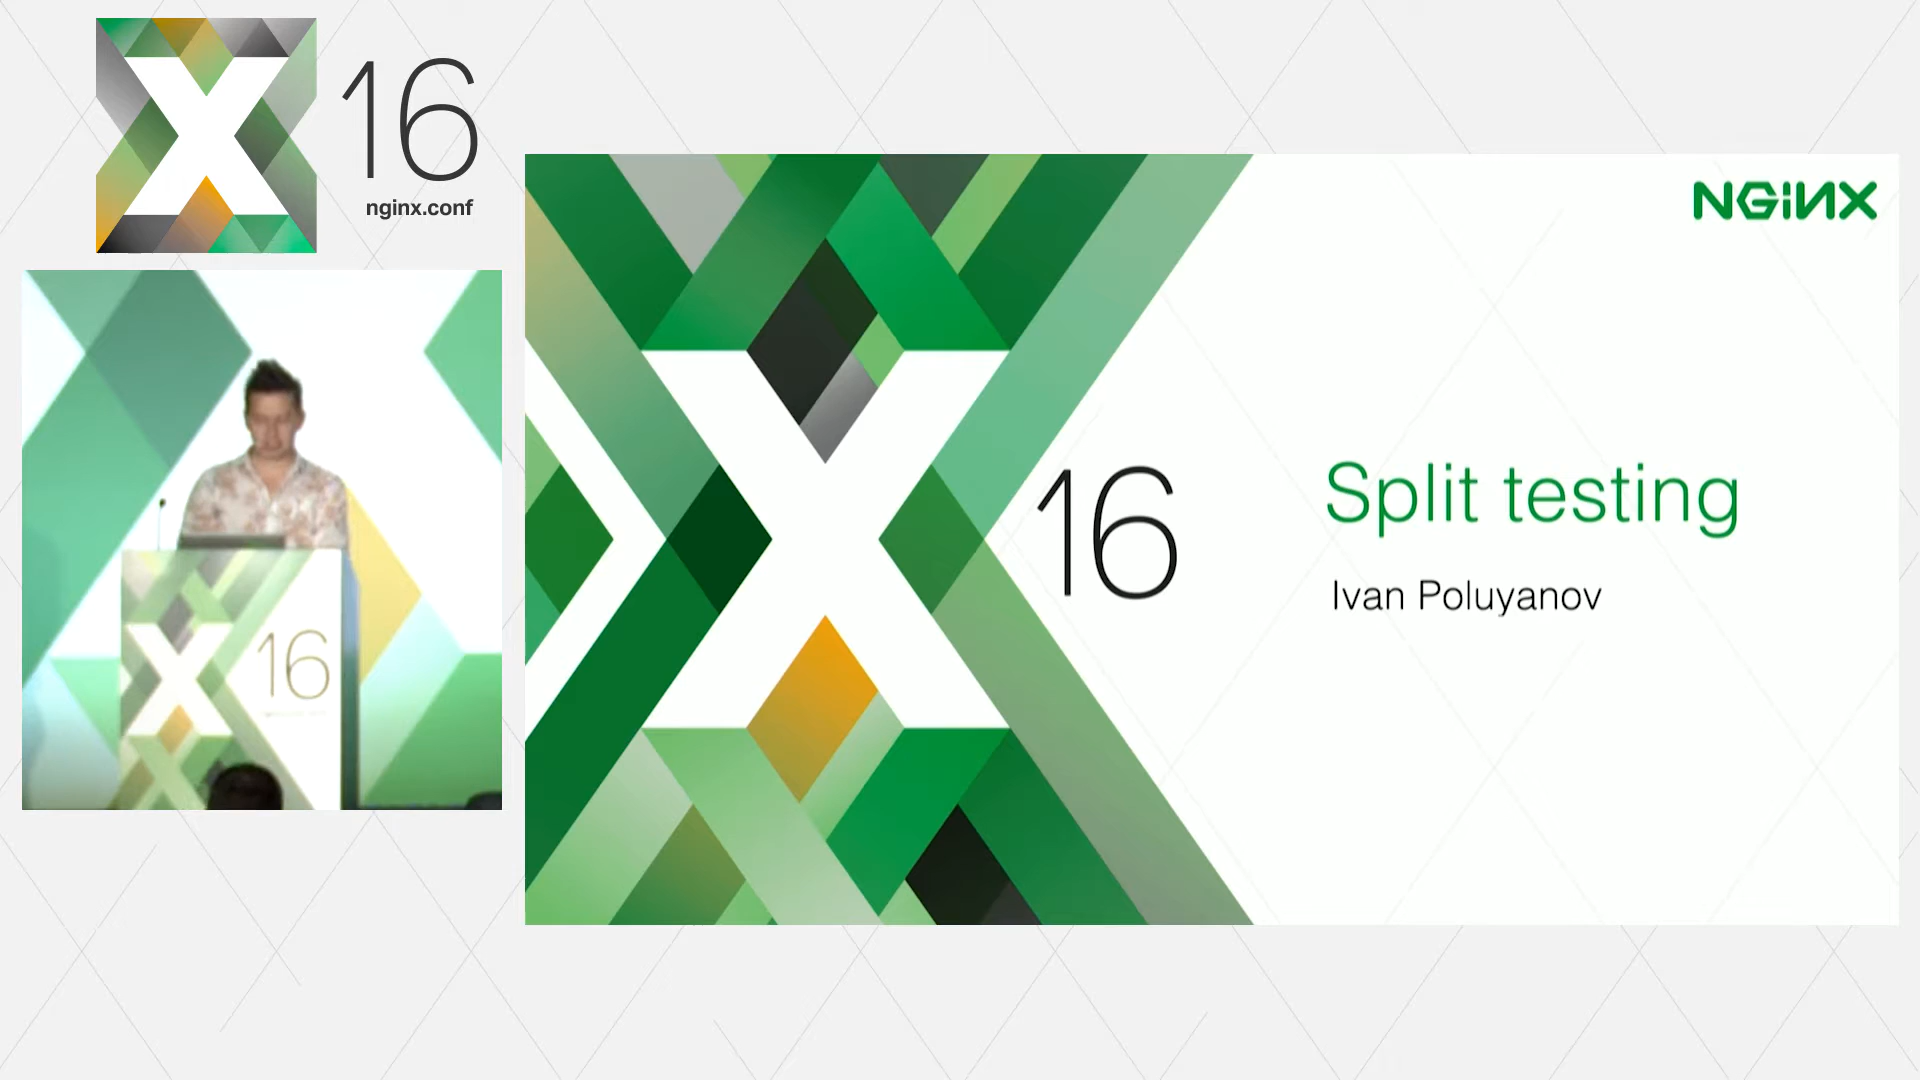 X 16
nginx.conf
NGINX
X 16
Split testing
Ivan Poluyanov
X 16